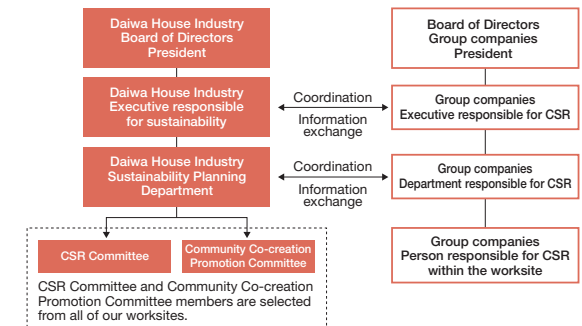 Daiwa House Industry
Board of Directors
President
Board of Directors
Group companies
President
Daiwa House Industry
Executive responsible
for sustainability
Coordination
Information
exchange
Group companies
Executive responsible for CSR
Daiwa House Industry
Sustainability Planning
Department
Coordination
Information
exchange
Group companies
Department responsible for CSR
CSR Committee
Community Co-creation
Promotion Committee
Group companies
Person responsible for CSR
within the worksite
CSR Committee and Community Co-creation
Promotion Committee members are selected
from all of our worksites.